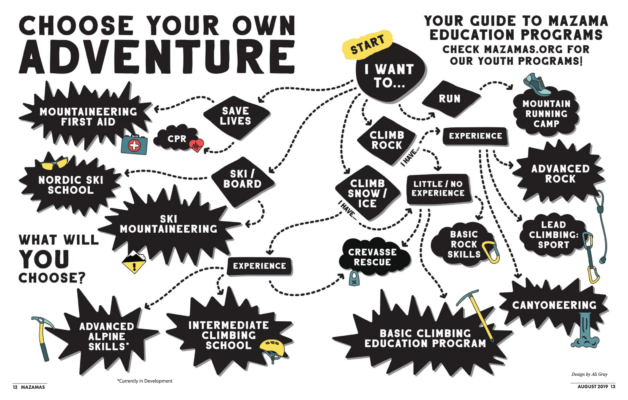 CHOOSE YOUR OWN
ADVENTURE
YOUR GUIDE TO MAZAMA
EDUCATION PROGRAMS
CHECK MAZAMAS.ORG FOR
OUR YOUTH PROGRAMS!
START
I WANT
TO...
RUN
MOUNTAIN
RUNNING
CAMP
SAVE
LIVES
MOUNTAINEERING
FIRST AID
CPR
CLIMB
ROCK
I HAVE...
EXPERIENCE
ADVANCED
ROCK
SKI/
BOARD
NORDIC SKI
SCHOOL
SKI
MOUNTAINEERING
CLIMB
SNOW/
ICE
I HAVE...
LITTLE/NO
EXPERIENCE
LEAD
CLIMBING:
SPORT
BASIC
ROCK
SKILLS
CREVASSE
RESCUE
WHAT WILL
YOU
CHOOSE?
EXPERIENCE
CANYONEERING
ADVANCED
ALPINE
SKILLS*
INTERMEDIATE
CLIMBING
SCHOOL
BASIC CLIMBING
EDUCATION PROGRAM
*Currently in Development
Design by Ali Gray
12 MAZAMAS
AUGUST 2019 13